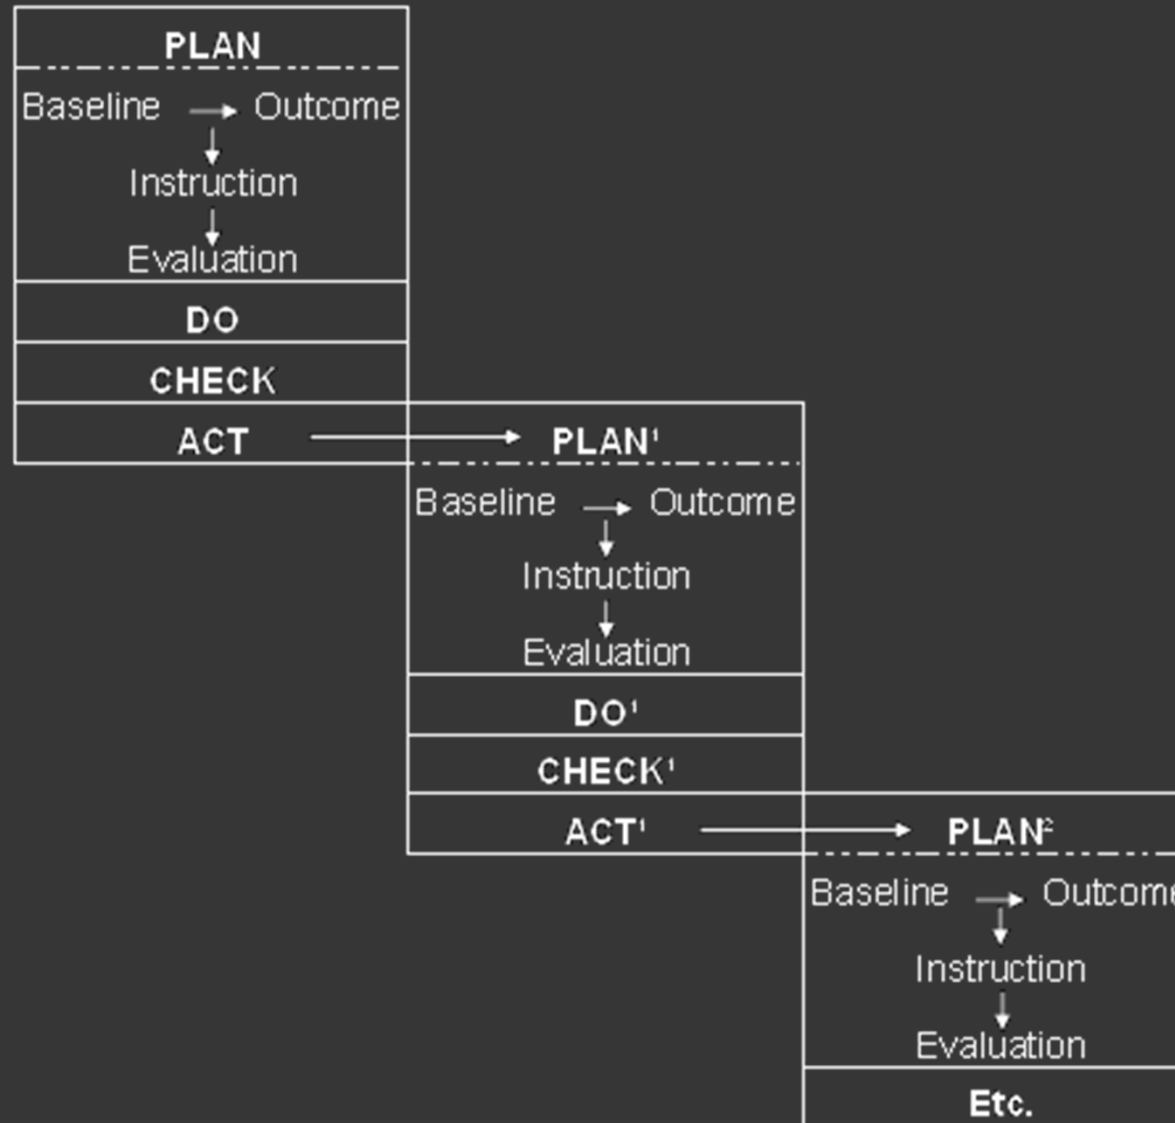 PLAN
Baseline Outcome
Instruction
Evaluation
DO
CHECK
ACT PLAN¹
Baseline Outcome
Instruction
Evaluation
DO¹
CHECK¹
ACT¹ PLAN²
Baseline Outcome
Instruction
Evaluation
Etc.